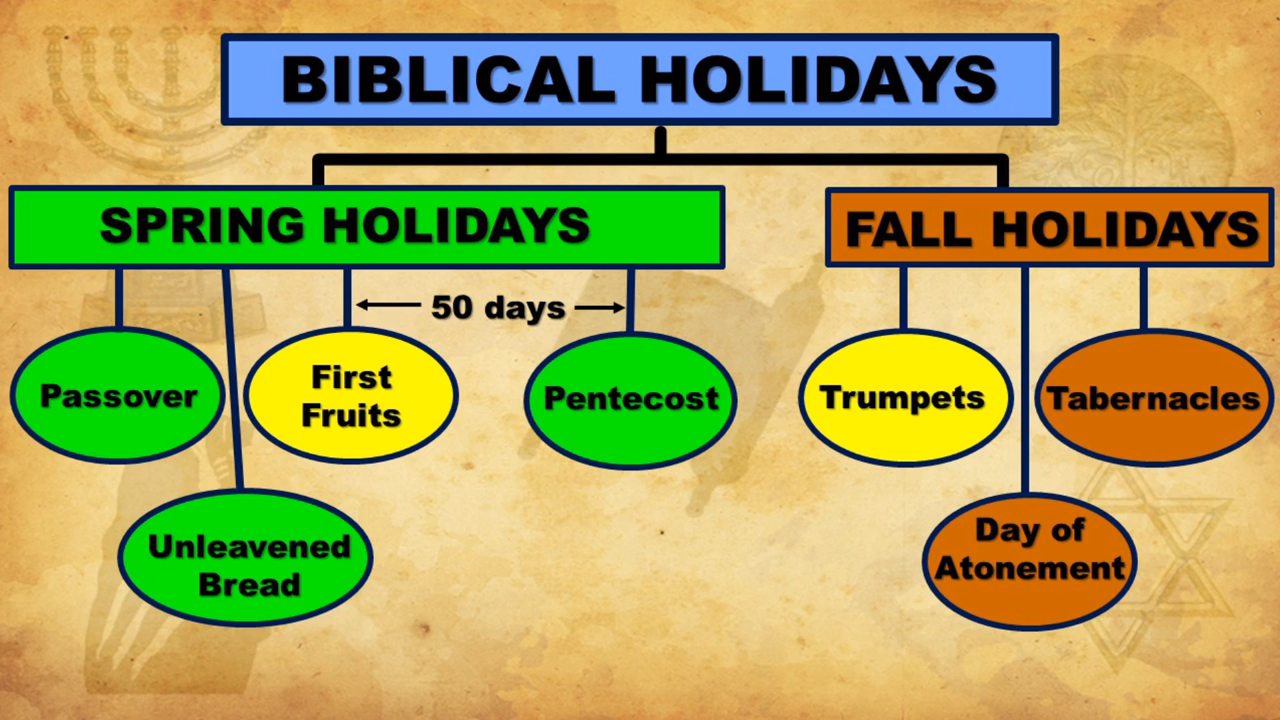 BIBLICAL HOLIDAYS
SPRING HOLIDAYS
FALL HOLIDAYS
50 days
Passover
First
Fruits
Pentecost
Trumpets
Tabernacles
Unleavened
Bread
Day of
Atonement